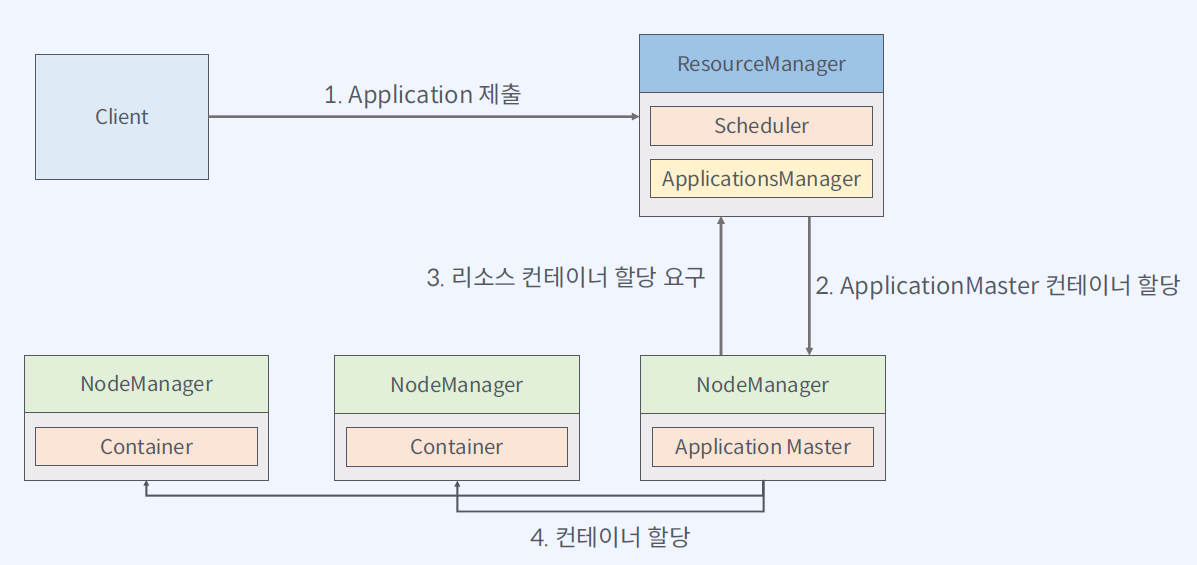 Client
1. Application 제출
ResourceManager
Scheduler
ApplicationsManager
3. 리소스 컨테이너 할당 요구
2. ApplicationMaster 컨테이너 할당
NodeManager
Container
NodeManager
Container
NodeManager
Application Master
4. 컨테이너 할당